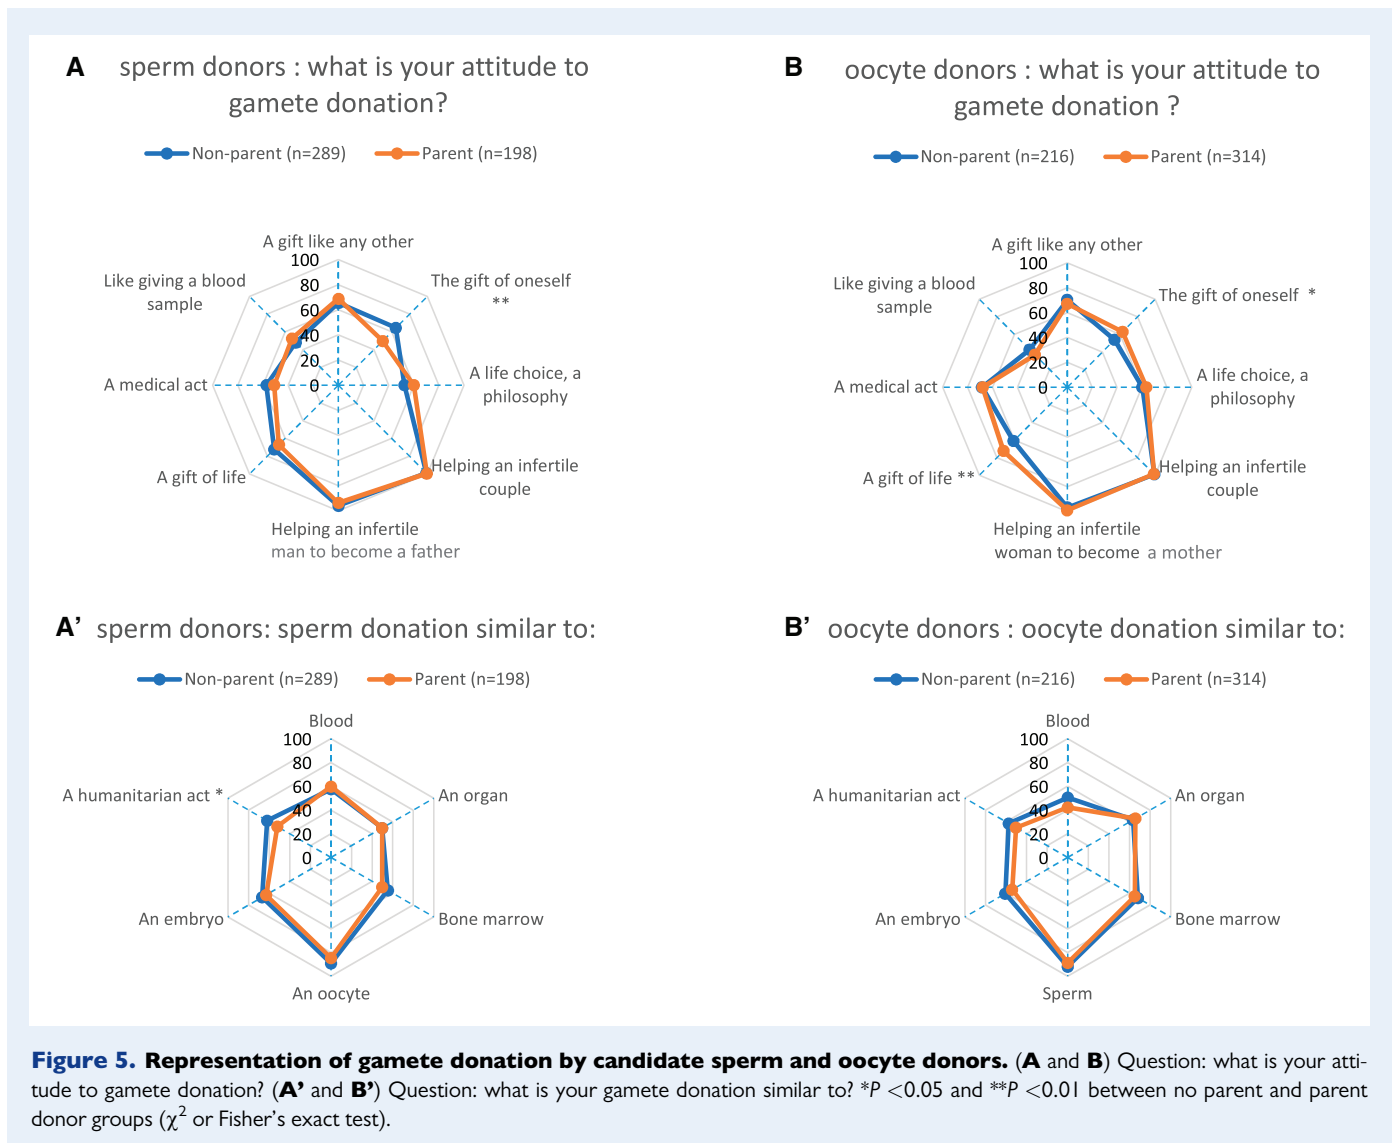 A sperm donors : what is your attitude to
gamete donation?
Non-parent (n=289) Parent (n=198)
A gift like any other
100
80
60
40
20
0
The gift of oneself
**
A life choice, a
philosophy
Helping an infertile
couple
Helping an infertile
man to become a father
A gift of life
A medical act
Like giving a blood
sample
B oocyte donors : what is your attitude to
gamete donation ?
Non-parent (n=216) Parent (n=314)
A gift like any other
100
80
60
40
20
0
The gift of oneself *
A life choice, a
philosophy
Helping an infertile
couple
Helping an infertile
woman to become a mother
A gift of life **
A medical act
Like giving a blood
sample
A’ sperm donors: sperm donation similar to:
Non-parent (n=289) Parent (n=198)
Blood
100
80
60
40
20
0
An organ
Bone marrow
An oocyte
An embryo
A humanitarian act *
B’ oocyte donors : oocyte donation similar to:
Non-parent (n=216) Parent (n=314)
Blood
100
80
60
40
20
0
An organ
Bone marrow
Sperm
An embryo
A humanitarian act
Figure 5. Representation of gamete donation by candidate sperm and oocyte donors. (A and B) Question: what is your atti-
tude to gamete donation? (A’ and B’) Question: what is your gamete donation similar to? *P <0.05 and **P <0.01 between no parent and parent
donor groups (χ² or Fisher’s exact test).